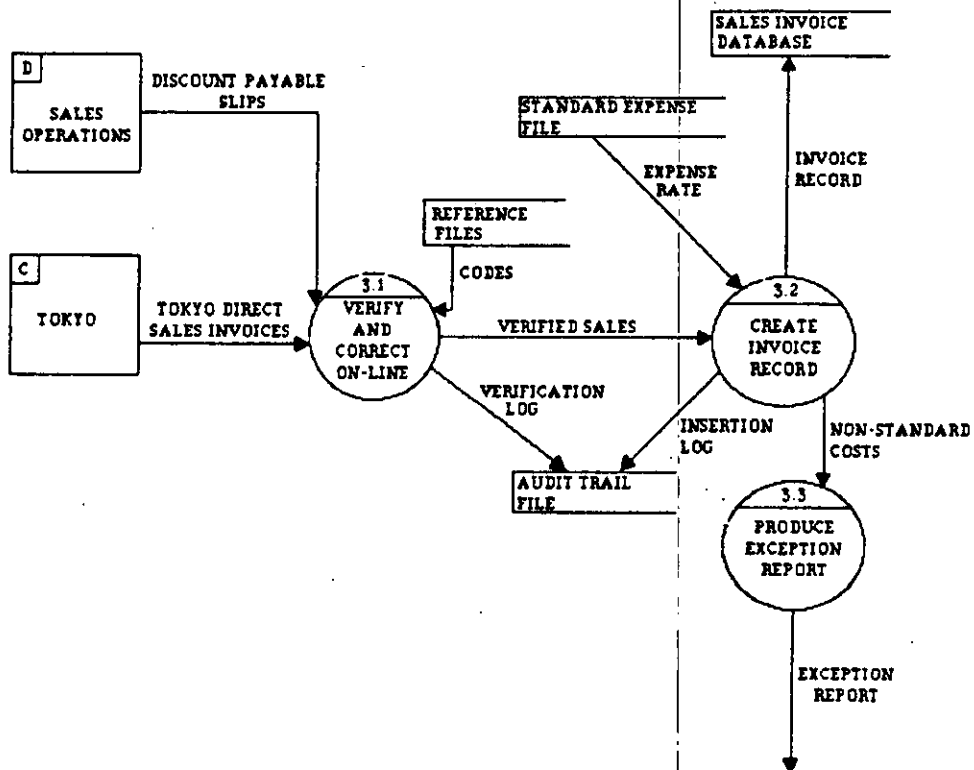 SALES INVOICE
DATABASE
D
SALES
OPERATIONS
DISCOUNT PAYABLE
SLIPS
STANDARD EXPENSE
FILE
EXPENSE
RATE
INVOICE
RECORD
REFERENCE
FILES
CODES
C
TOKYO
TOKYO DIRECT
SALES INVOICES
3.1
VERIFY
AND
CORRECT
ON-LINE
VERIFIED SALES
3.2
CREATE
INVOICE
RECORD
VERIFICATION
LOG
INSERTION
LOG
NON-STANDARD
COSTS
AUDIT TRAIL
FILE
3.3
PRODUCE
EXCEPTION
REPORT
EXCEPTION
REPORT